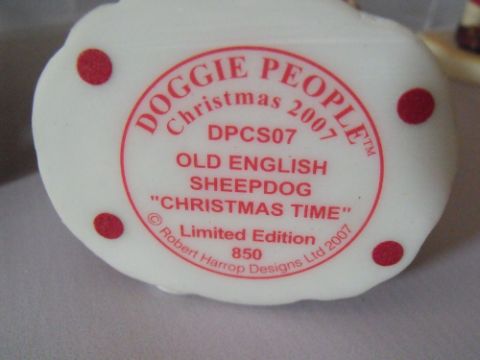 DOGGIE PEOPLE™
Christmas 2007
DPCS07
OLD ENGLISH
SHEEPDOG
"CHRISTMAS TIME"
Limited Edition
850
© Robert Harrop Designs Ltd 2007